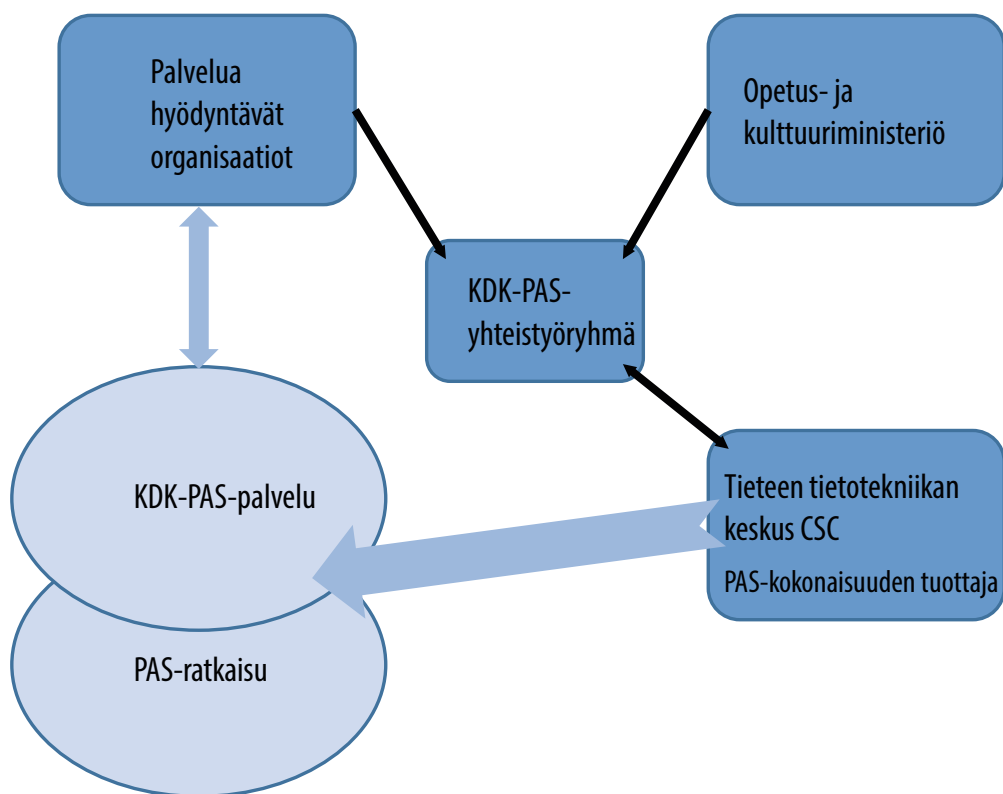 Palvelua
hyödyntävät
organisaatiot
Opetus- ja
kulttuuriministeriö
KDK-PAS-
yhteistyöryhmä
KDK-PAS-palvelu
Tieteen tietotekniikan
keskus CSC
PAS-kokonaisuuden tuottaja
PAS-ratkaisu